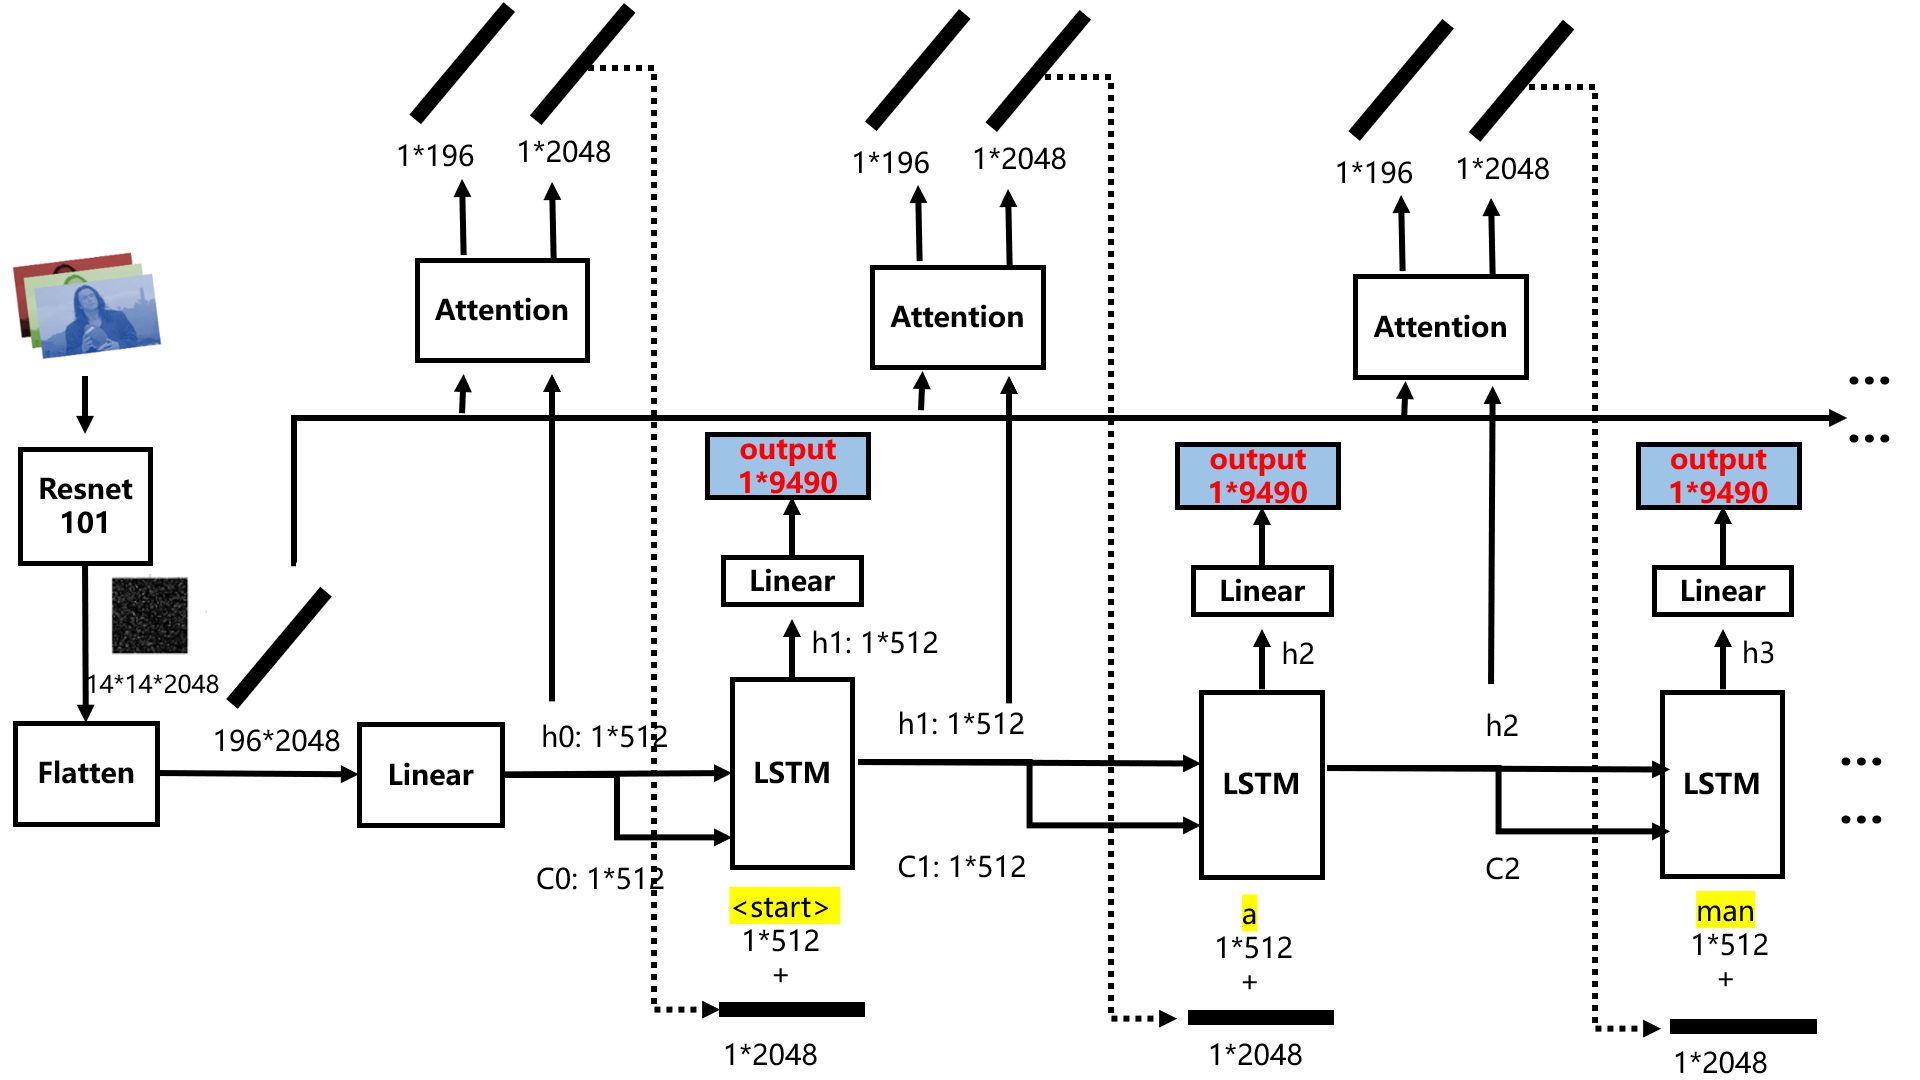 1*196
1*2048
1*196
1*2048
1*196
1*2048
Attention
Attention
Attention
...
...
output
1*9490
output
1*9490
output
1*9490
Resnet
101
Linear
Linear
Linear
h1: 1*512
h2
h3
14*14*2048
196*2048
Flatten
Linear
h0: 1*512
C0: 1*512
LSTM
h1: 1*512
C1: 1*512
LSTM
h2
C2
LSTM
...
...
<start>
1*512
+
1*2048
a
1*512
+
1*2048
man
1*512
+
1*2048